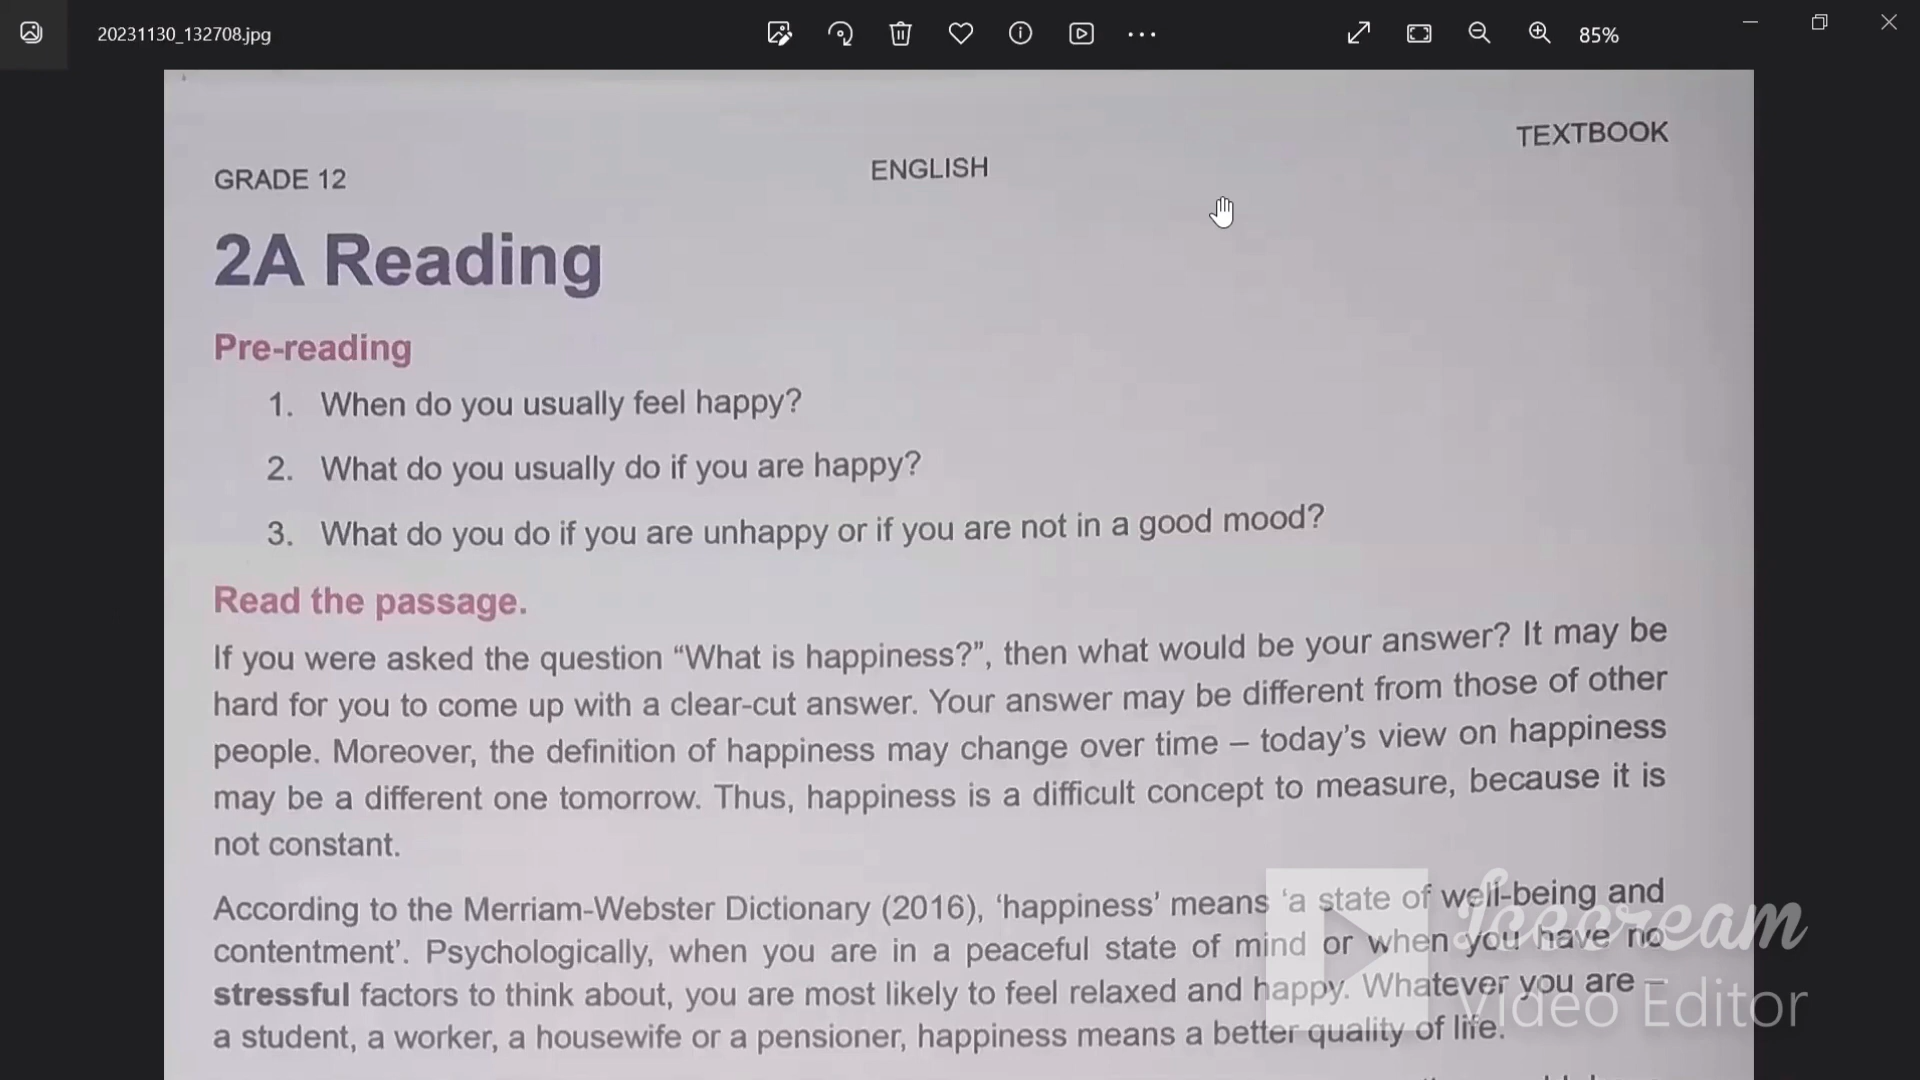 20231130_132708.jpg
85%
TEXTBOOK
GRADE 12
ENGLISH
2A Reading
Pre-reading
1. When do you usually feel happy?
2. What do you usually do if you are happy?
3. What do you do if you are unhappy or if you are not in a good mood?
Read the passage.
If you were asked the question “What is happiness?”, then what would be your answer? It may be
hard for you to come up with a clear-cut answer. Your answer may be different from those of other
people. Moreover, the definition of happiness may change over time – today’s view on happiness
may be a different one tomorrow. Thus, happiness is a difficult concept to measure, because it is
not constant.
According to the Merriam-Webster Dictionary (2016), ‘happiness’ means ‘a state of well-being and
contentment’. Psychologically, when you are in a peaceful state of mind or when you have no
stressful factors to think about, you are most likely to feel relaxed and happy. Whatever you are –
a student, a worker, a housewife or a pensioner, happiness means a better quality of life.
Icecream
Video Editor